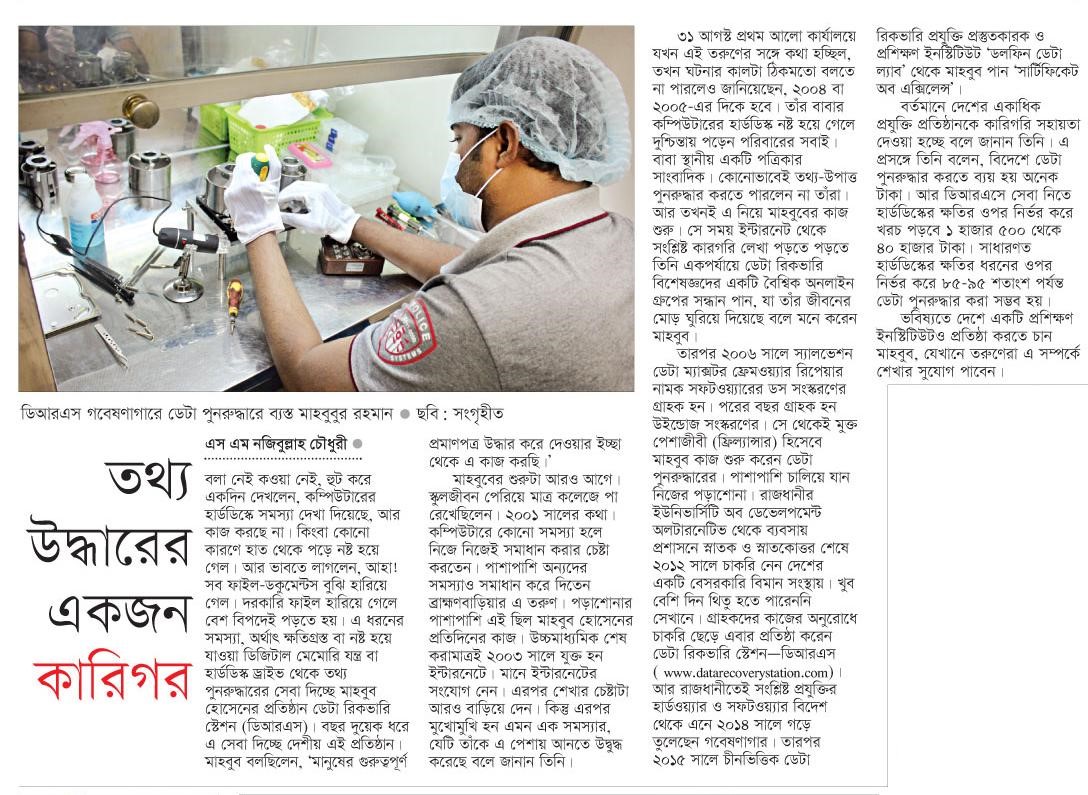 POLICE
SYSTEMS
ডিআরএস গবেষণাগারে ডেটা পুনরুদ্ধারে ব্যস্ত মাহবুবুর রহমান ● ছবি : সংগৃহীত
তথ্য
উদ্ধারের
একজন
কারিগর
এস এম নজিবুল্লাহ চৌধুরী ●
বলা নেই কওয়া নেই, হুট করে
একদিন দেখলেন, কম্পিউটারের
হার্ডডিস্কে সমস্যা দেখা দিয়েছে, আর
কাজ করছে না। কিংবা কোনো
কারণে হাত থেকে পড়ে নষ্ট হয়ে
গেল। আর ভাবতে লাগলেন, আহা!
সব ফাইল-ডকুমেন্টস বুঝি হারিয়ে
গেল। দরকারি ফাইল হারিয়ে গেলে
বেশ বিপদেই পড়তে হয়। এ ধরনের
সমস্যা, অর্থাৎ ক্ষতিগ্রস্ত বা নষ্ট হয়ে
যাওয়া ডিজিটাল মেমোরি যন্ত্র বা
হার্ডডিস্ক ড্রাইভ থেকে তথ্য
পুনরুদ্ধারের সেবা দিচ্ছে মাহবুব
হোসেনের প্রতিষ্ঠান ডেটা রিকভারি
স্টেশন (ডিআরএস)। বছর দুয়েক ধরে
এ সেবা দিচ্ছে দেশীয় এই প্রতিষ্ঠান।
মাহবুব বলছিলেন, ‘মানুষের গুরুত্বপূর্ণ
প্রমাণপত্র উদ্ধার করে দেওয়ার ইচ্ছা
থেকে এ কাজ করছি।’
মাহবুবের শুরুটা আরও আগে।
স্কুলজীবন পেরিয়ে মাত্র কলেজে পা
রেখেছিলেন। ২০০১ সালের কথা।
কম্পিউটারে কোনো সমস্যা হলে
নিজে নিজেই সমাধান করার চেষ্টা
করতেন। পাশাপাশি অন্যদের
সমস্যাও সমাধান করে দিতেন
ব্রাহ্মণবাড়িয়ার এ তরুণ। পড়াশোনার
পাশাপাশি এই ছিল মাহবুব হোসেনের
প্রতিদিনের কাজ। উচ্চমাধ্যমিক শেষ
করামাত্রই ২০০৩ সালে যুক্ত হন
ইন্টারনেটে। মানে ইন্টারনেটের
সংযোগ নেন। এরপর শেখার চেষ্টাটা
আরও বাড়িয়ে দেন। কিন্তু এরপর
মুখোমুখি হন এমন এক সমস্যার,
যেটি তাঁকে এ পেশায় আনতে উদ্বুদ্ধ
করেছে বলে জানান তিনি।
৩১ আগস্ট প্রথম আলো কার্যালয়ে
যখন এই তরুণের সঙ্গে কথা হচ্ছিল,
তখন ঘটনার কালটা ঠিকমতো বলতে
না পারলেও জানিয়েছেন, ২০০৪ বা
২০০৫-এর দিকে হবে। তাঁর বাবার
কম্পিউটারের হার্ডডিস্ক নষ্ট হয়ে গেলে
দুশ্চিন্তায় পড়েন পরিবারের সবাই।
বাবা স্থানীয় একটি পত্রিকার
সাংবাদিক। কোনোভাবেই তথ্য-উপাত্ত
পুনরুদ্ধার করতে পারলেন না তাঁরা।
আর তখনই এ নিয়ে মাহবুবের কাজ
শুরু। সে সময় ইন্টারনেট থেকে
সংশ্লিষ্ট কারগরি লেখা পড়তে পড়তে
তিনি একপর্যায়ে ডেটা রিকভারি
বিশেষজ্ঞদের একটি বৈশ্বিক অনলাইন
গ্রুপের সন্ধান পান, যা তাঁর জীবনের
মোড় ঘুরিয়ে দিয়েছে বলে মনে করেন
মাহবুব।
তারপর ২০০৬ সালে স্যালভেশন
ডেটা ম্যাক্সটর ফ্রেমওয়্যার রিপেয়ার
নামক সফটওয়্যারের ডস সংস্করণের
গ্রাহক হন। পরের বছর গ্রাহক হন
উইন্ডোজ সংস্করণের। সে থেকেই মুক্ত
পেশাজীবী (ফ্রিল্যান্সার) হিসেবে
মাহবুব কাজ শুরু করেন ডেটা
পুনরুদ্ধারের। পাশাপাশি চালিয়ে যান
নিজের পড়াশোনা। রাজধানীর
ইউনিভার্সিটি অব ডেভেলপমেন্ট
অলটারনেটিভ থেকে ব্যবসায়
প্রশাসনে স্নাতক ও স্নাতকোত্তর শেষে
২০১২ সালে চাকরি নেন দেশের
একটি বেসরকারি বিমান সংস্থায়। খুব
বেশি দিন থিতু হতে পারেননি
সেখানে। গ্রাহকদের কাজের অনুরোধে
চাকরি ছেড়ে এবার প্রতিষ্ঠা করেন
ডেটা রিকভারি স্টেশন—ডিআরএস
( www.datarecoverystation.com)।
আর রাজধানীতেই সংশ্লিষ্ট প্রযুক্তির
হার্ডওয়্যার ও সফটওয়্যার বিদেশ
থেকে এনে ২০১৪ সালে গড়ে
তুলেছেন গবেষণাগার। তারপর
২০১৫ সালে চীনভিত্তিক ডেটা
রিকভারি প্রযুক্তি প্রস্তুতকারক ও
প্রশিক্ষণ ইনস্টিটিউট ‘ডলফিন ডেটা
ল্যাব’ থেকে মাহবুব পান ‘সার্টিফিকেট
অব এক্সিলেন্স’।
বর্তমানে দেশের একাধিক
প্রযুক্তি প্রতিষ্ঠানকে কারিগরি সহায়তা
দেওয়া হচ্ছে বলে জানান তিনি। এ
প্রসঙ্গে তিনি বলেন, বিদেশে ডেটা
পুনরুদ্ধার করতে ব্যয় হয় অনেক
টাকা। আর ডিআরএসে সেবা নিতে
হার্ডডিস্কের ক্ষতির ওপর নির্ভর করে
খরচ পড়বে ১ হাজার ৫০০ থেকে
৪০ হাজার টাকা। সাধারণত
হার্ডডিস্কের ক্ষতির ধরনের ওপর
নির্ভর করে ৮৫-৯৫ শতাংশ পর্যন্ত
ডেটা পুনরুদ্ধার করা সম্ভব হয়।
ভবিষ্যতে দেশে একটি প্রশিক্ষণ
ইনস্টিটিউটও প্রতিষ্ঠা করতে চান
মাহবুব, যেখানে তরুণেরা এ সম্পর্কে
শেখার সুযোগ পাবেন।